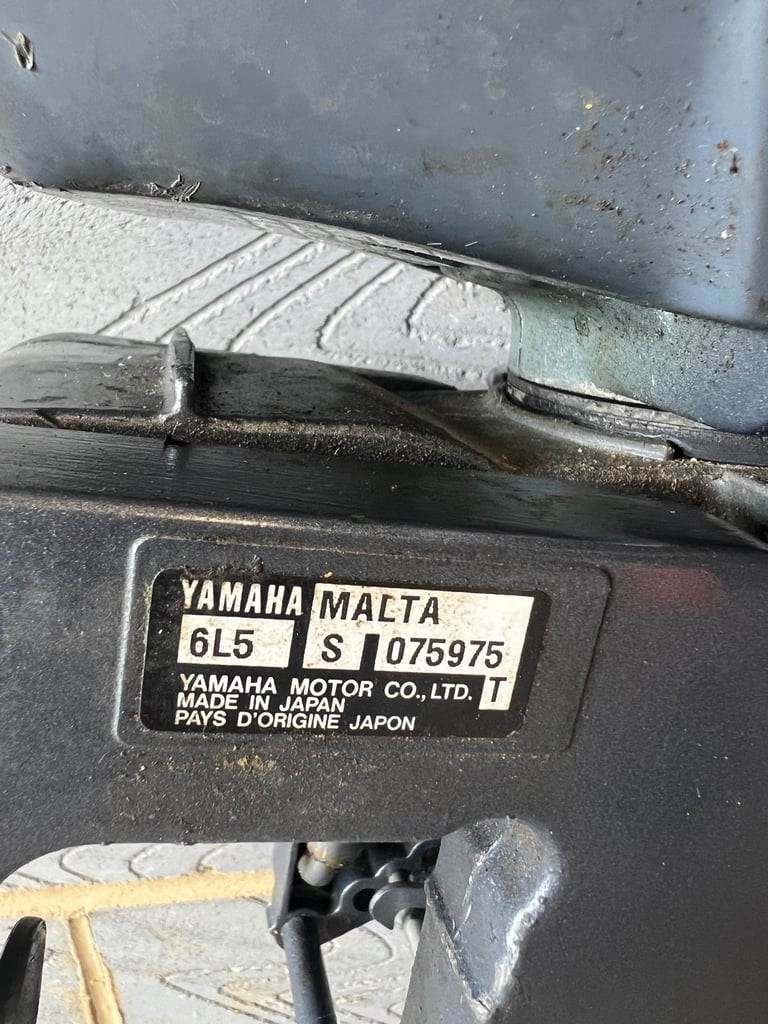 YAMAHA MALTA
6L5 S 075975
YAMAHA MOTOR CO., LTD. T
MADE IN JAPAN
PAYS D'ORIGINE JAPON